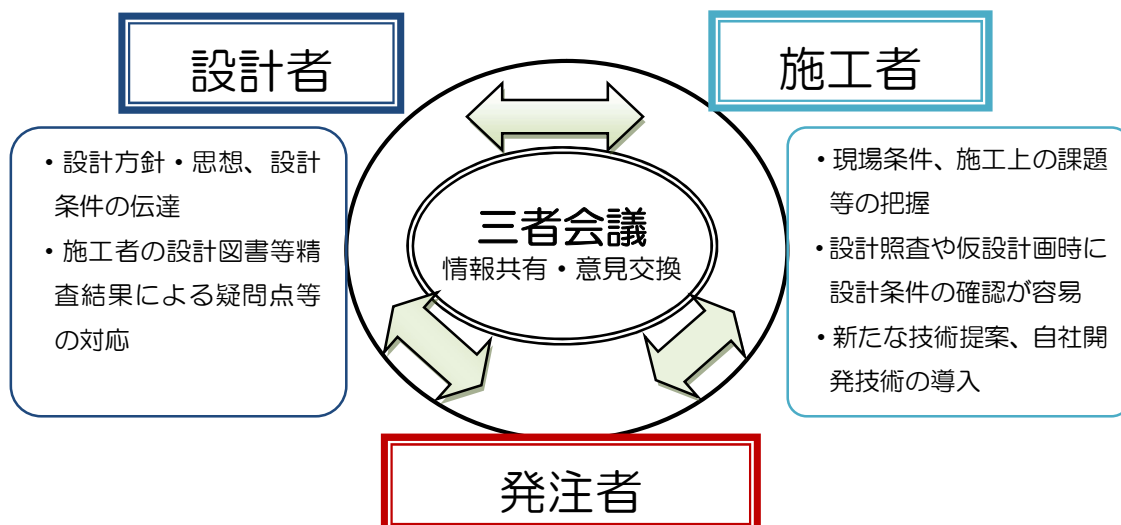 設計者
施工者
・設計方針・思想、設計
条件の伝達
・施工者の設計図書等精
査結果による疑問点等
の対応
三者会議
情報共有・意見交換
・現場条件、施工上の課題
等の把握
・設計照査や仮設計画時に
設計条件の確認が容易
・新たな技術提案、自社開
発技術の導入
発注者